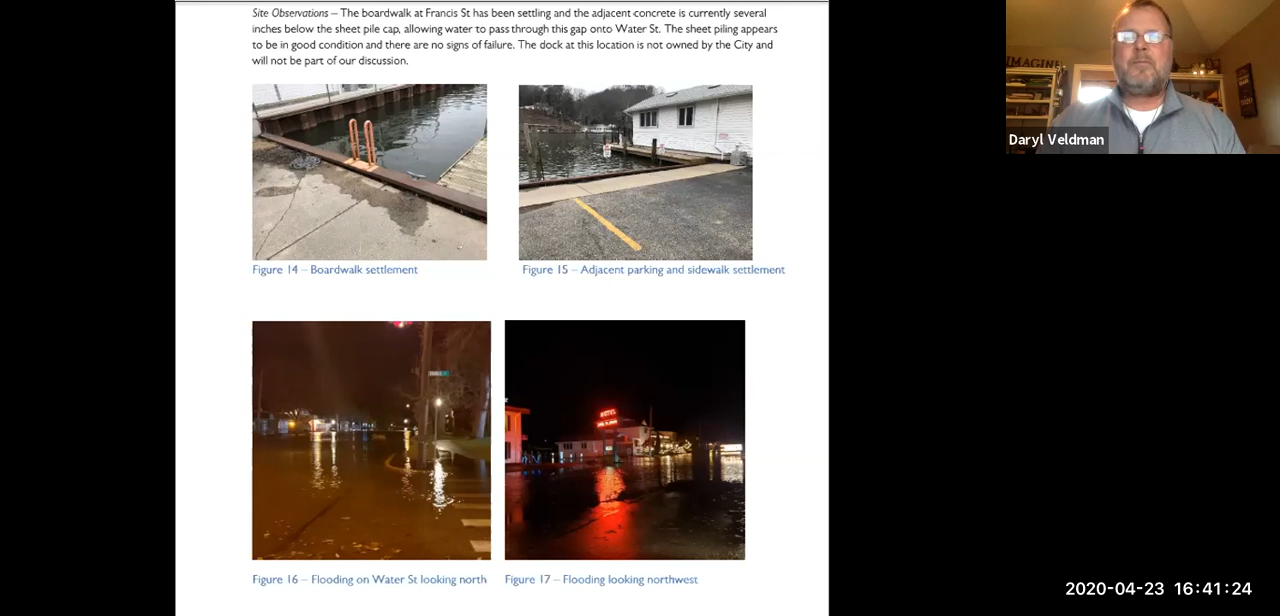 Site Observations – The boardwalk at Francis St has been settling and the adjacent concrete is currently several
inches below the sheet pile cap, allowing water to pass through this gap onto Water St. The sheet piling appears
to be in good condition and there are no signs of failure. The dock at this location is not owned by the City and
will not be part of our discussion.
IMAGINE
Daryl Veldman
Figure 14 – Boardwalk settlement
Figure 15 – Adjacent parking and sidewalk settlement
MOTEL
Figure 16 – Flooding on Water St looking north
Figure 17 – Flooding looking northwest
2020-04-23 16:41:24